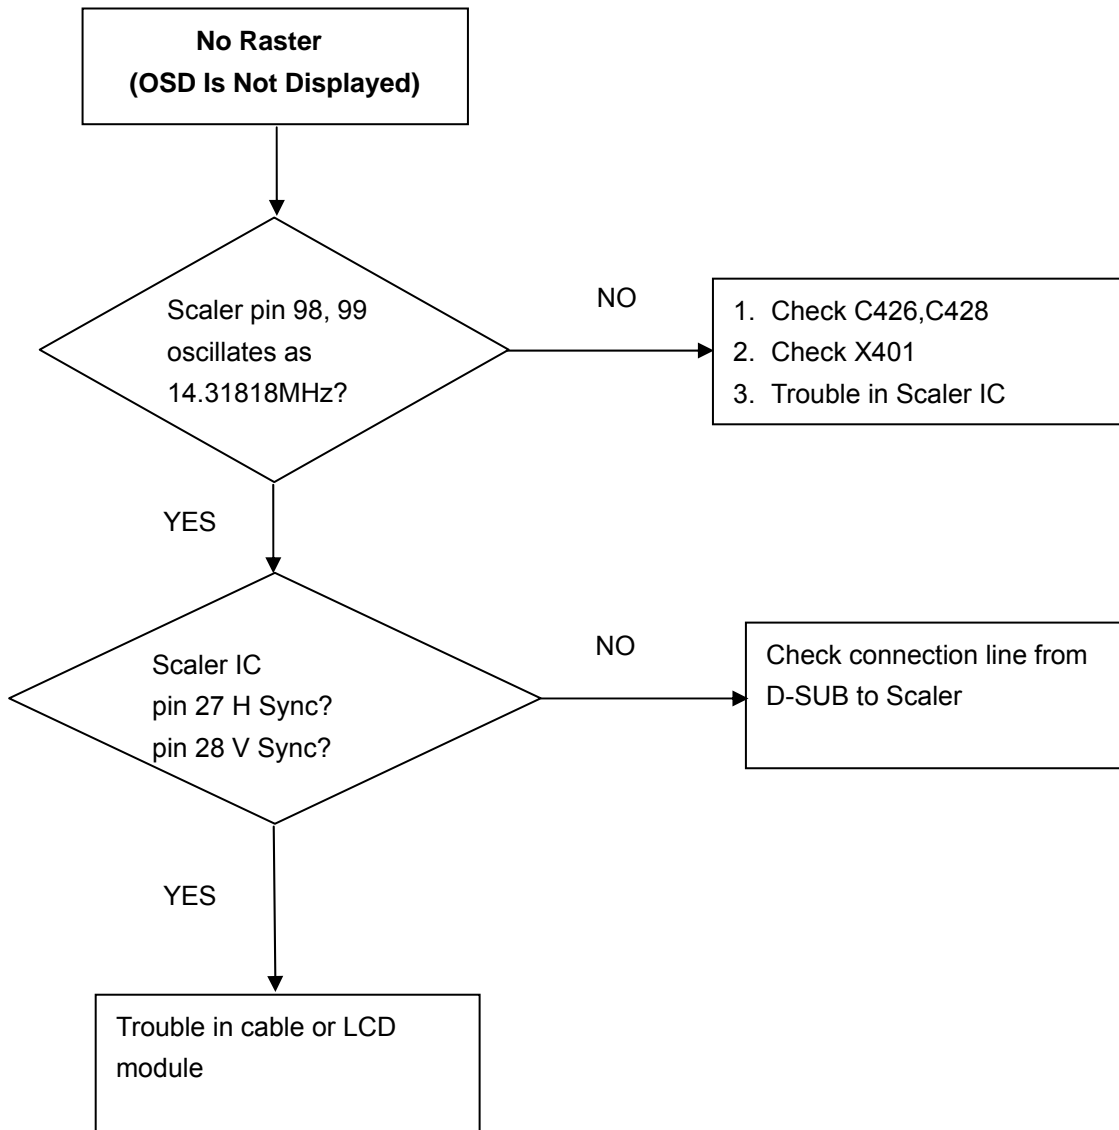 No Raster
(OSD Is Not Displayed)
Scaler pin 98, 99
oscillates as
14.31818MHz?
NO
1. Check C426,C428
2. Check X401
3. Trouble in Scaler IC
YES
Scaler IC
pin 27 H Sync?
pin 28 V Sync?
NO
Check connection line from
D-SUB to Scaler
YES
Trouble in cable or LCD
module